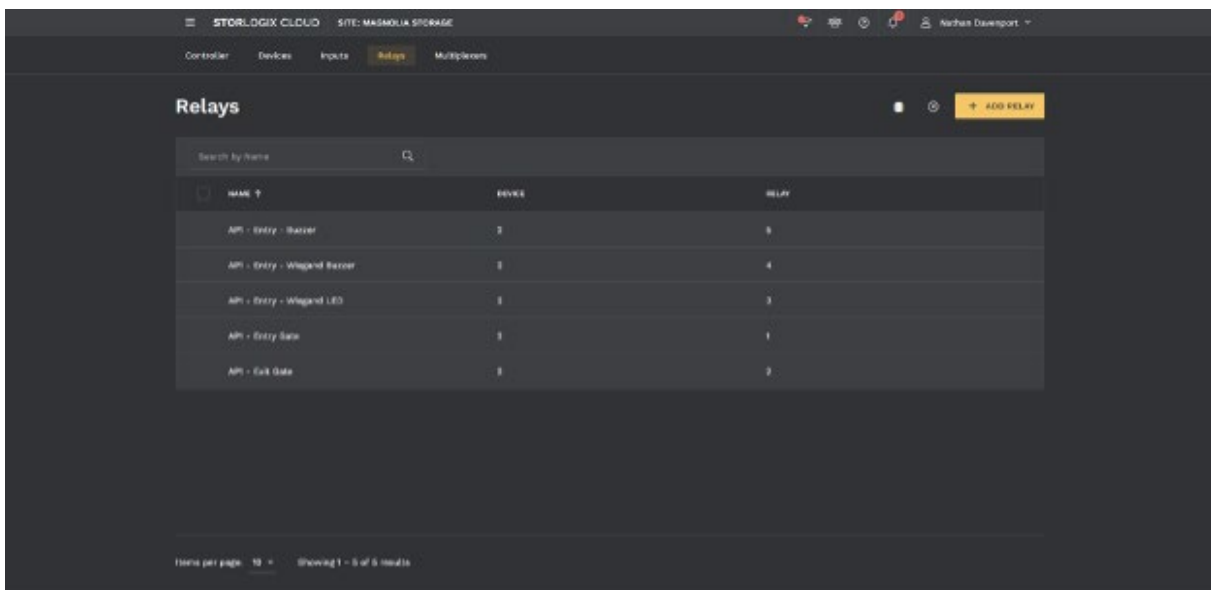 STORLOGIX CLOUD SITE: MAGNOLIA STORAGE Nathan Davenport
Controller Devices Inputs Relays Multiplexers
Relays + ADD RELAY
Search by Name
NAME ↑ DEVICE RELAY
API - Entry - Buzzer
API - Entry - Wiegand Buzzer 4
API - Entry - Wiegand LED 3
API - Entry Gate 1
API - Exit Gate 2
Items per page: 10 Showing 1 - 5 of 5 results